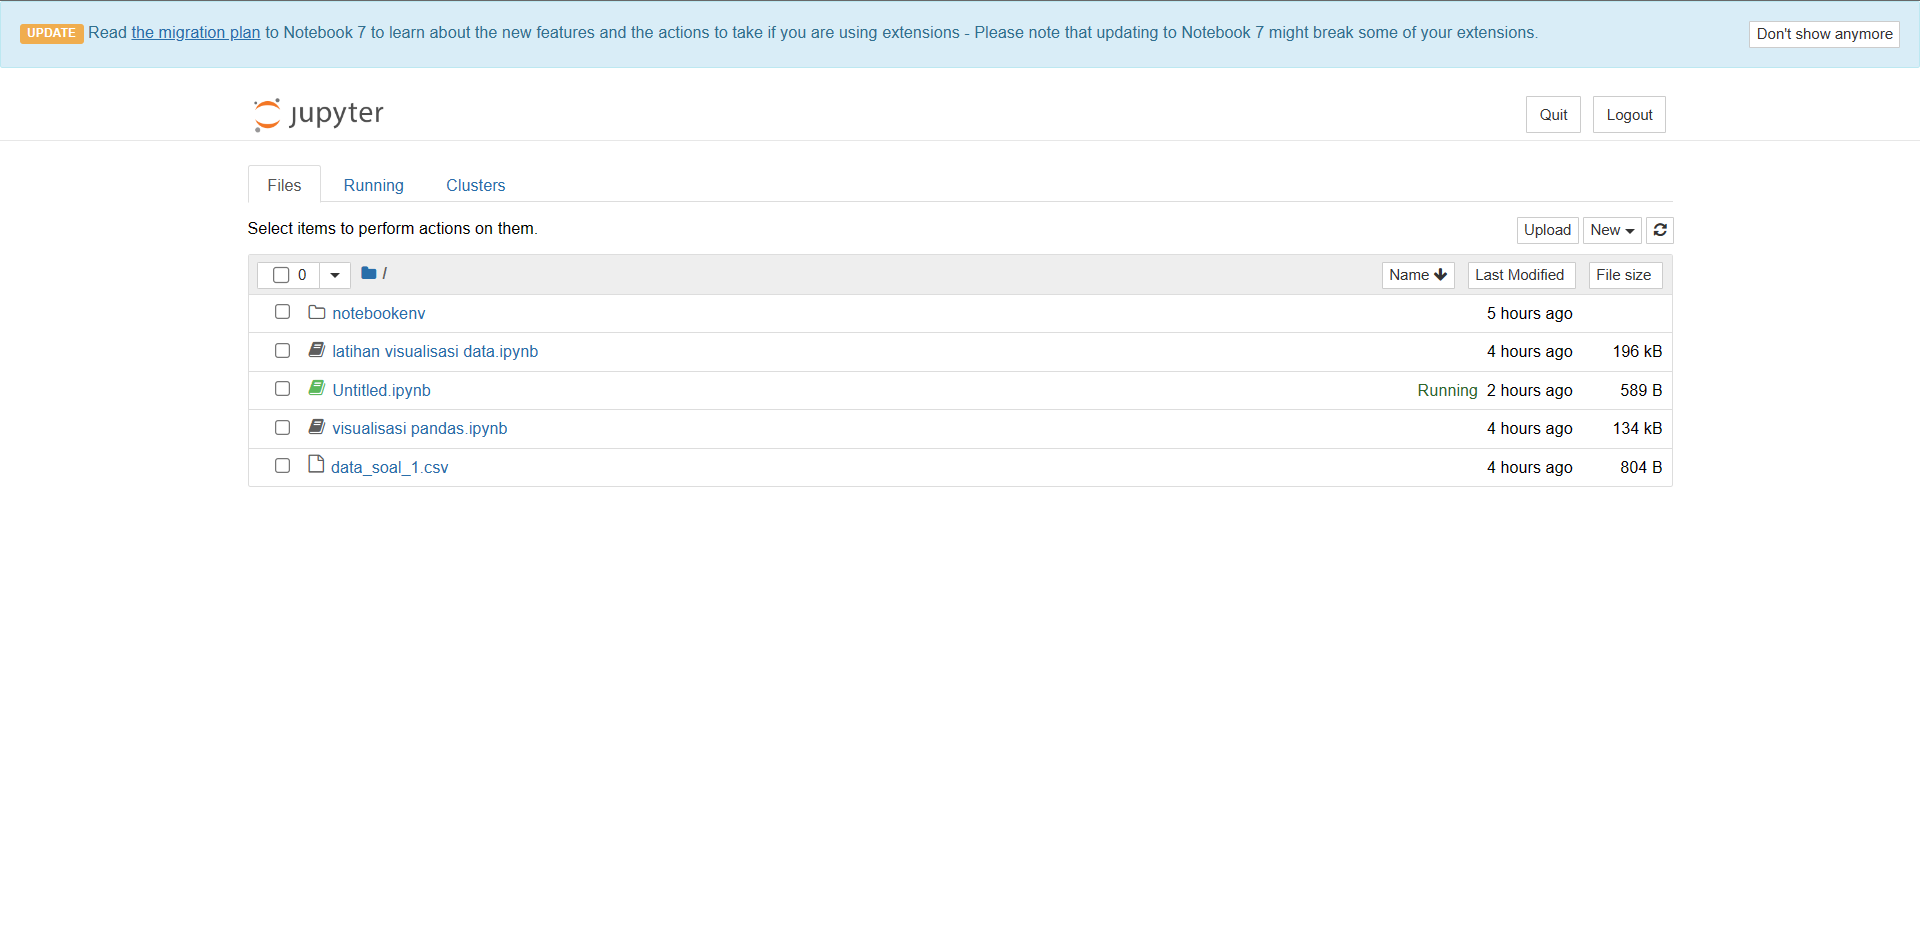 UPDATE Read the migration plan to Notebook 7 to learn about the new features and the actions to take if you are using extensions - Please note that updating to Notebook 7 might break some of your extensions. Don't show anymore
jupyter Quit Logout
Files Running Clusters
Select items to perform actions on them. Upload New
0 / Name Last Modified File size
notebookenv 5 hours ago
latihan visualisasi data.ipynb 4 hours ago 196 kB
Untitled.ipynb Running 2 hours ago 589 B
visualisasi pandas.ipynb 4 hours ago 134 kB
data_soal_1.csv 4 hours ago 804 B